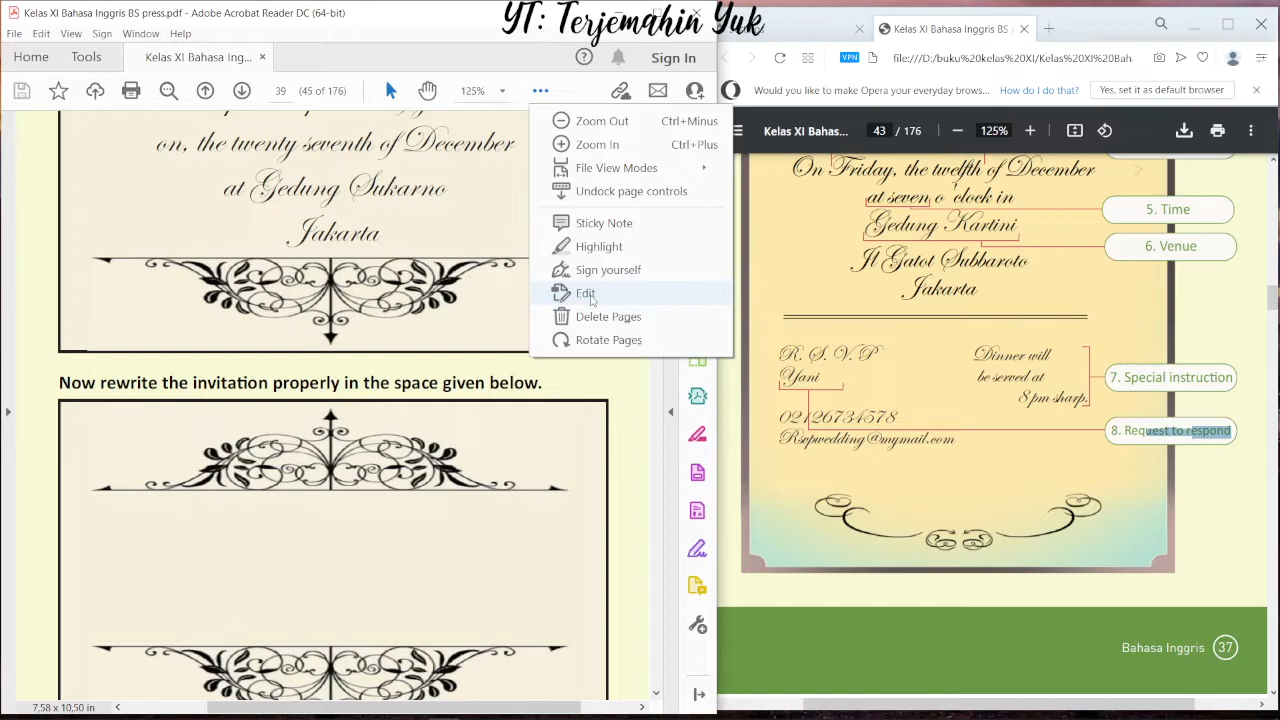 YT: Terjemahin Yuk
Kelas XI Bahasa Inggris BS press.pdf - Adobe Acrobat Reader DC (64-bit)
File Edit View Sign Window Help
Home Tools Kelas XI Bahasa Ing... × Sign In
39 (45 of 176) 125%
on, the twenty seventh of December
at Gedung Sukarno
Jakarta
Zoom Out Ctrl+Minus
Zoom In Ctrl+Plus
File View Modes
Undock page controls
Sticky Note
Highlight
Sign yourself
Edit
Delete Pages
Rotate Pages
Now rewrite the invitation properly in the space given below.
7,58 x 10,50 in
Kelas XI Bahasa Inggris BS
VPN file:///D:/buku%20kelas%20XI/Kelas%20XI%20Bah
Would you like to make Opera your everyday brows... How do I do that? Yes, set it as default browser
Kelas XI Bahas... 43 / 176 125%
On Friday, the twelfth of December
at seven o' clock in
5. Time
Gedung Kartini
6. Venue
Jl Gatot Subbaroto
Jakarta
R. S. V. P
Yani
02126734578
Rsvpwedding@mymail.com
Dinner will
be served at
8pm sharp.
7. Special instruction
8. Request to respond
Bahasa Inggris 37